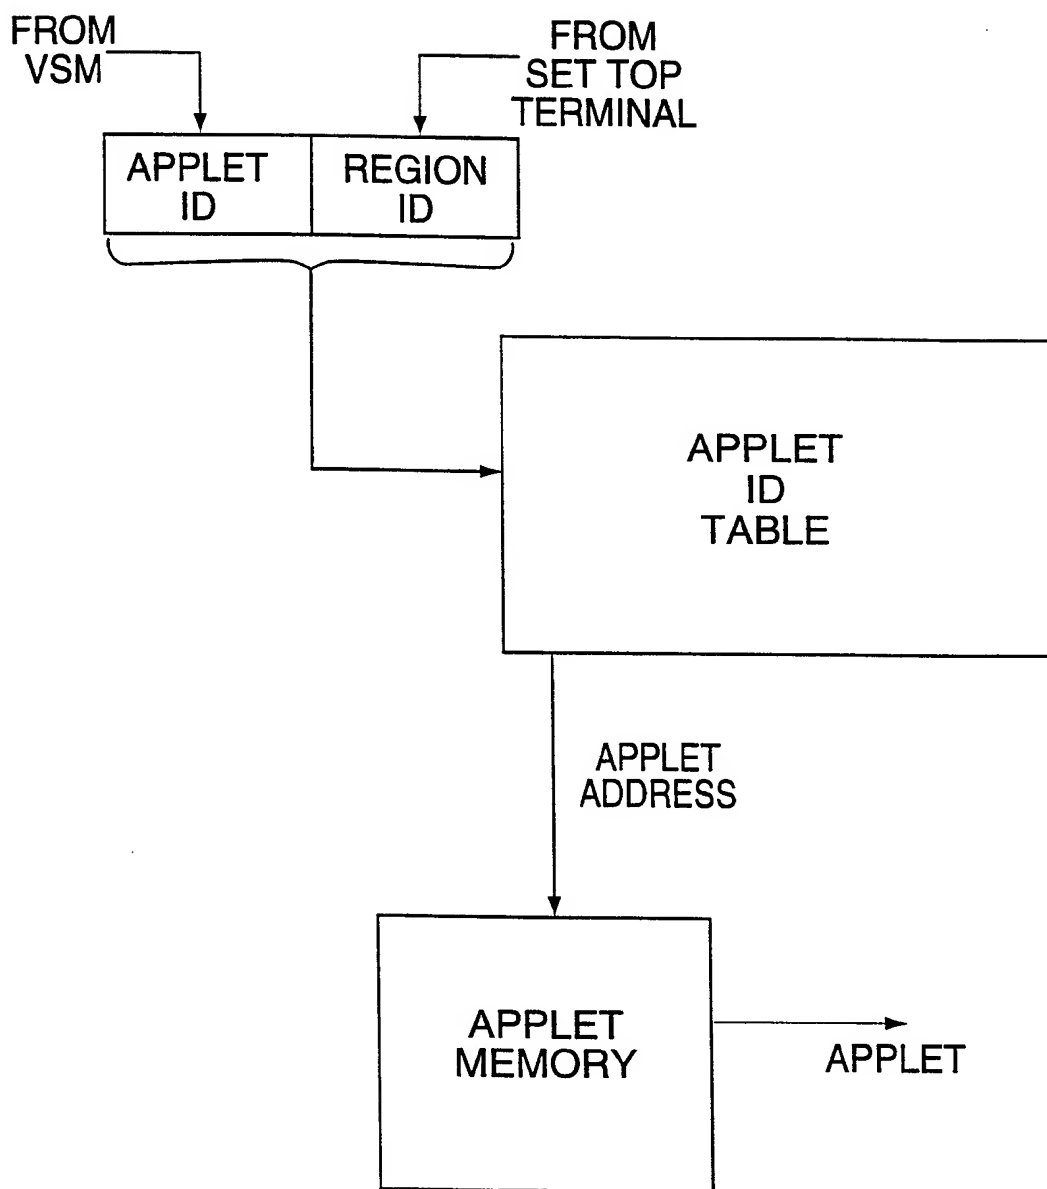 FROM
VSM
FROM
SET TOP
TERMINAL
APPLET
ID
REGION
ID
APPLET
ID
TABLE
APPLET
ADDRESS
APPLET
MEMORY
APPLET